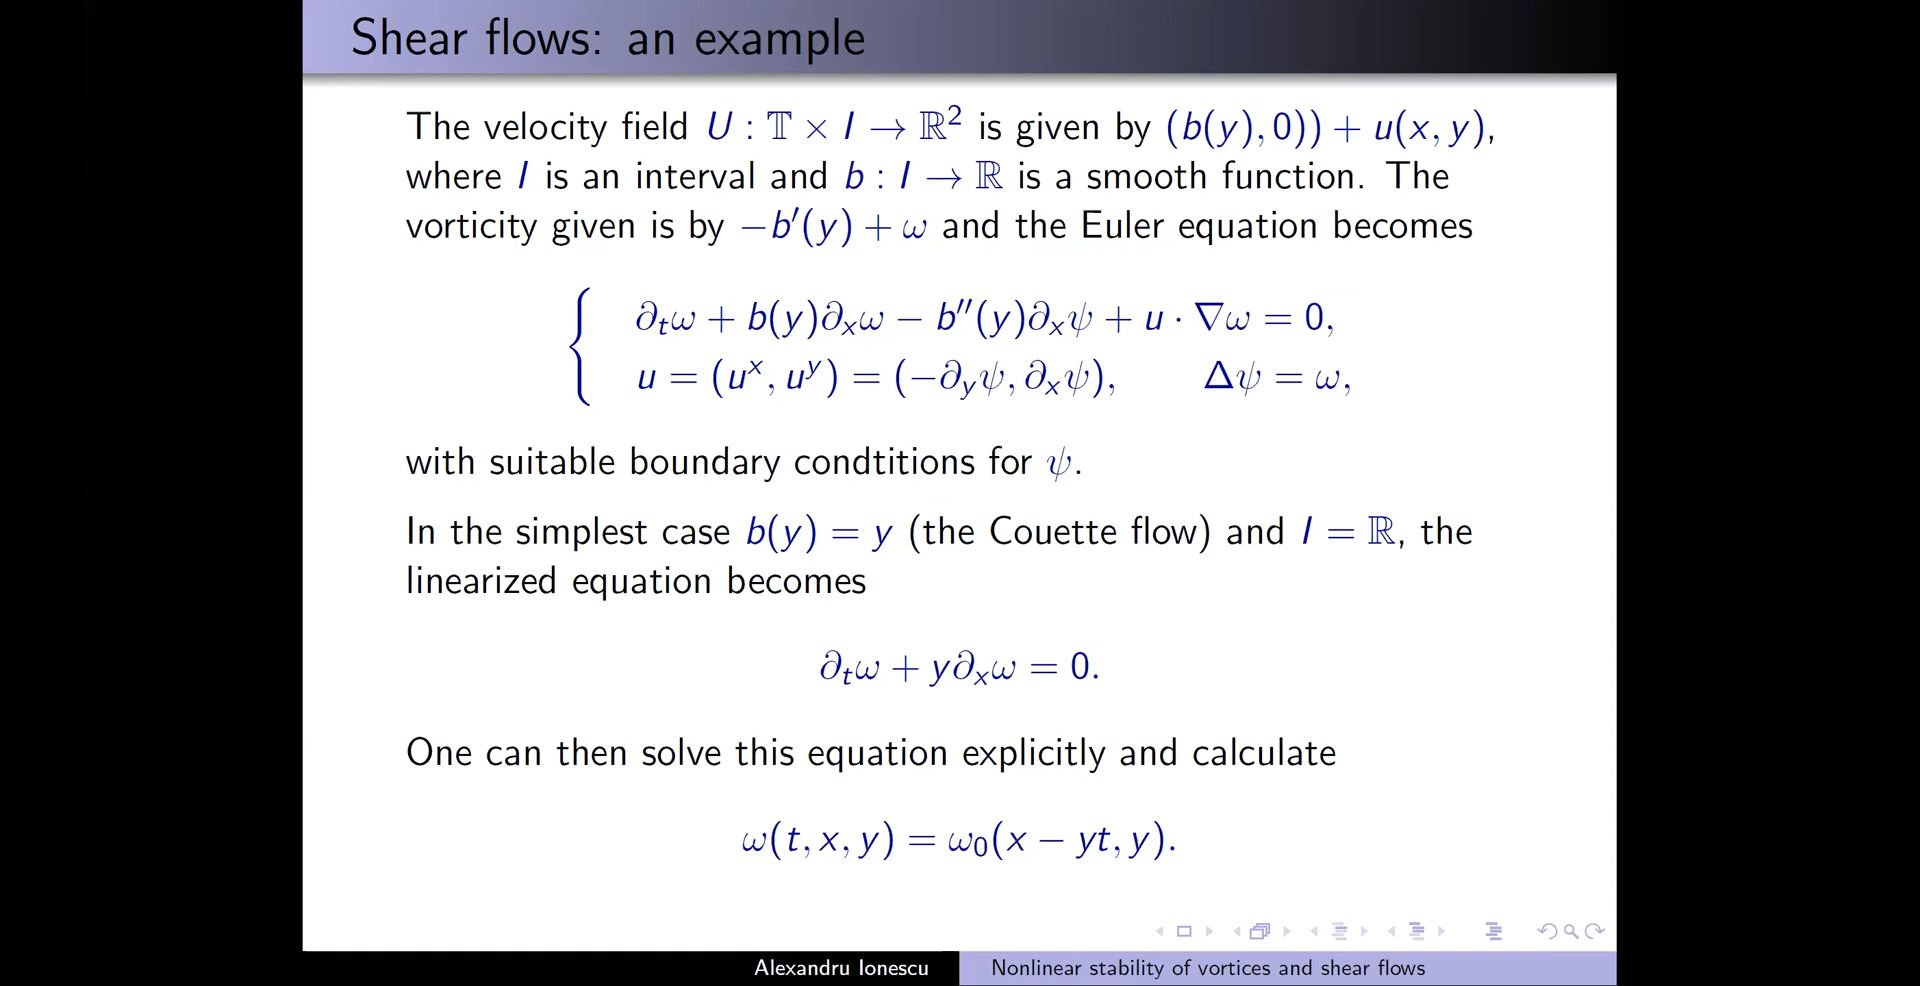 Shear flows: an example
The velocity field U : 𝕋 × I → ℝ² is given by (b(y), 0)) + u(x, y),
where I is an interval and b : I → ℝ is a smooth function. The
vorticity given is by −b′(y) + ω and the Euler equation becomes
∂ₜω + b(y)∂ₓω − b″(y)∂ₓψ + u · ∇ω = 0,
u = (uˣ, uʸ) = (−∂_yψ, ∂ₓψ), Δψ = ω,
with suitable boundary condtitions for ψ.
In the simplest case b(y) = y (the Couette flow) and I = ℝ, the
linearized equation becomes
∂ₜω + y∂ₓω = 0.
One can then solve this equation explicitly and calculate
ω(t, x, y) = ω₀(x − yt, y).
Alexandru Ionescu
Nonlinear stability of vortices and shear flows